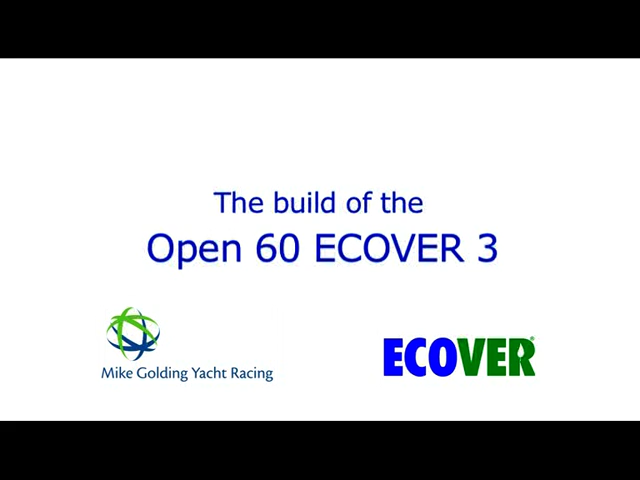 The build of the
Open 60 ECOVER 3
Mike Golding Yacht Racing
ECOVER®